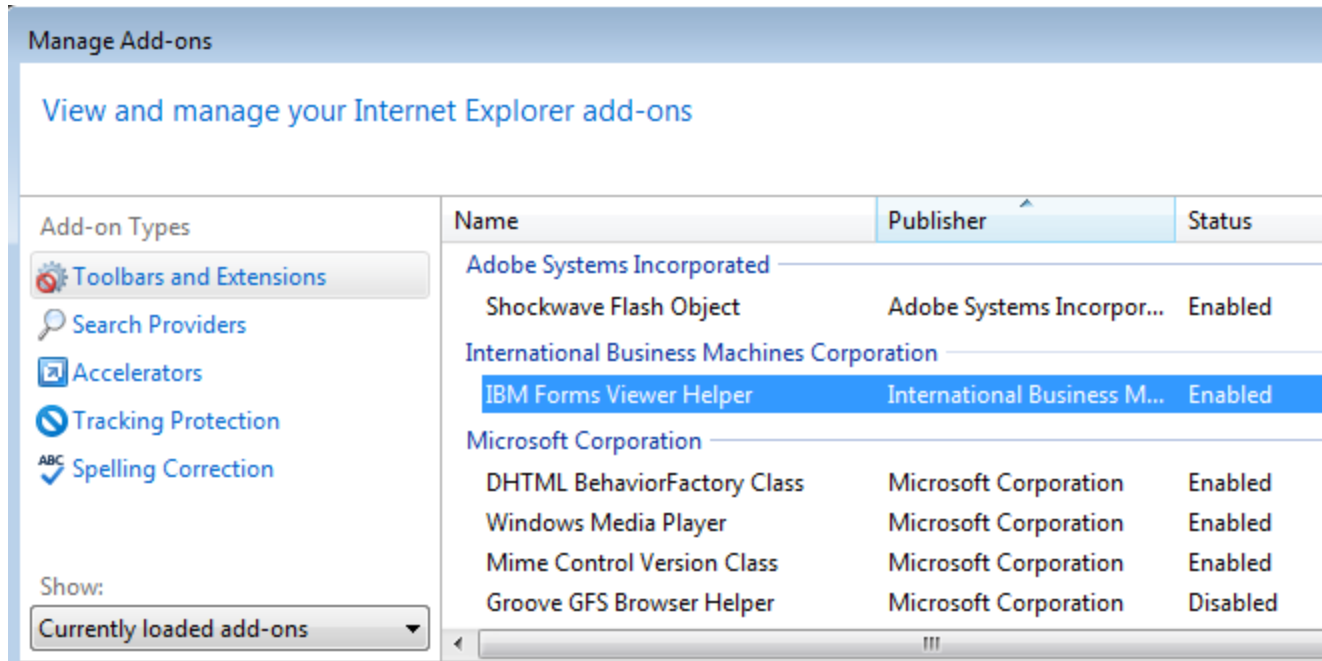 Manage Add-ons
View and manage your Internet Explorer add-ons
Add-on Types
Toolbars and Extensions
Search Providers
Accelerators
Tracking Protection
ABC Spelling Correction
Show:
Currently loaded add-ons
Name Publisher Status
Adobe Systems Incorporated
Shockwave Flash Object Adobe Systems Incorpor... Enabled
International Business Machines Corporation
IBM Forms Viewer Helper International Business M... Enabled
Microsoft Corporation
DHTML BehaviorFactory Class Microsoft Corporation Enabled
Windows Media Player Microsoft Corporation Enabled
Mime Control Version Class Microsoft Corporation Enabled
Groove GFS Browser Helper Microsoft Corporation Disabled